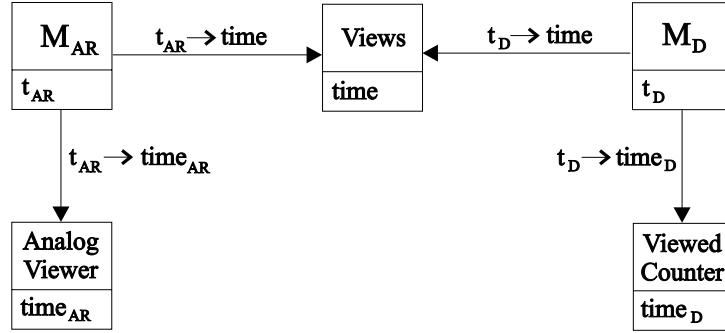 M_AR
t_AR
t_AR → time
Views
time
t_D → time
M_D
t_D
t_AR → time_AR
t_D → time_D
Analog
Viewer
time_AR
Viewed
Counter
time_D